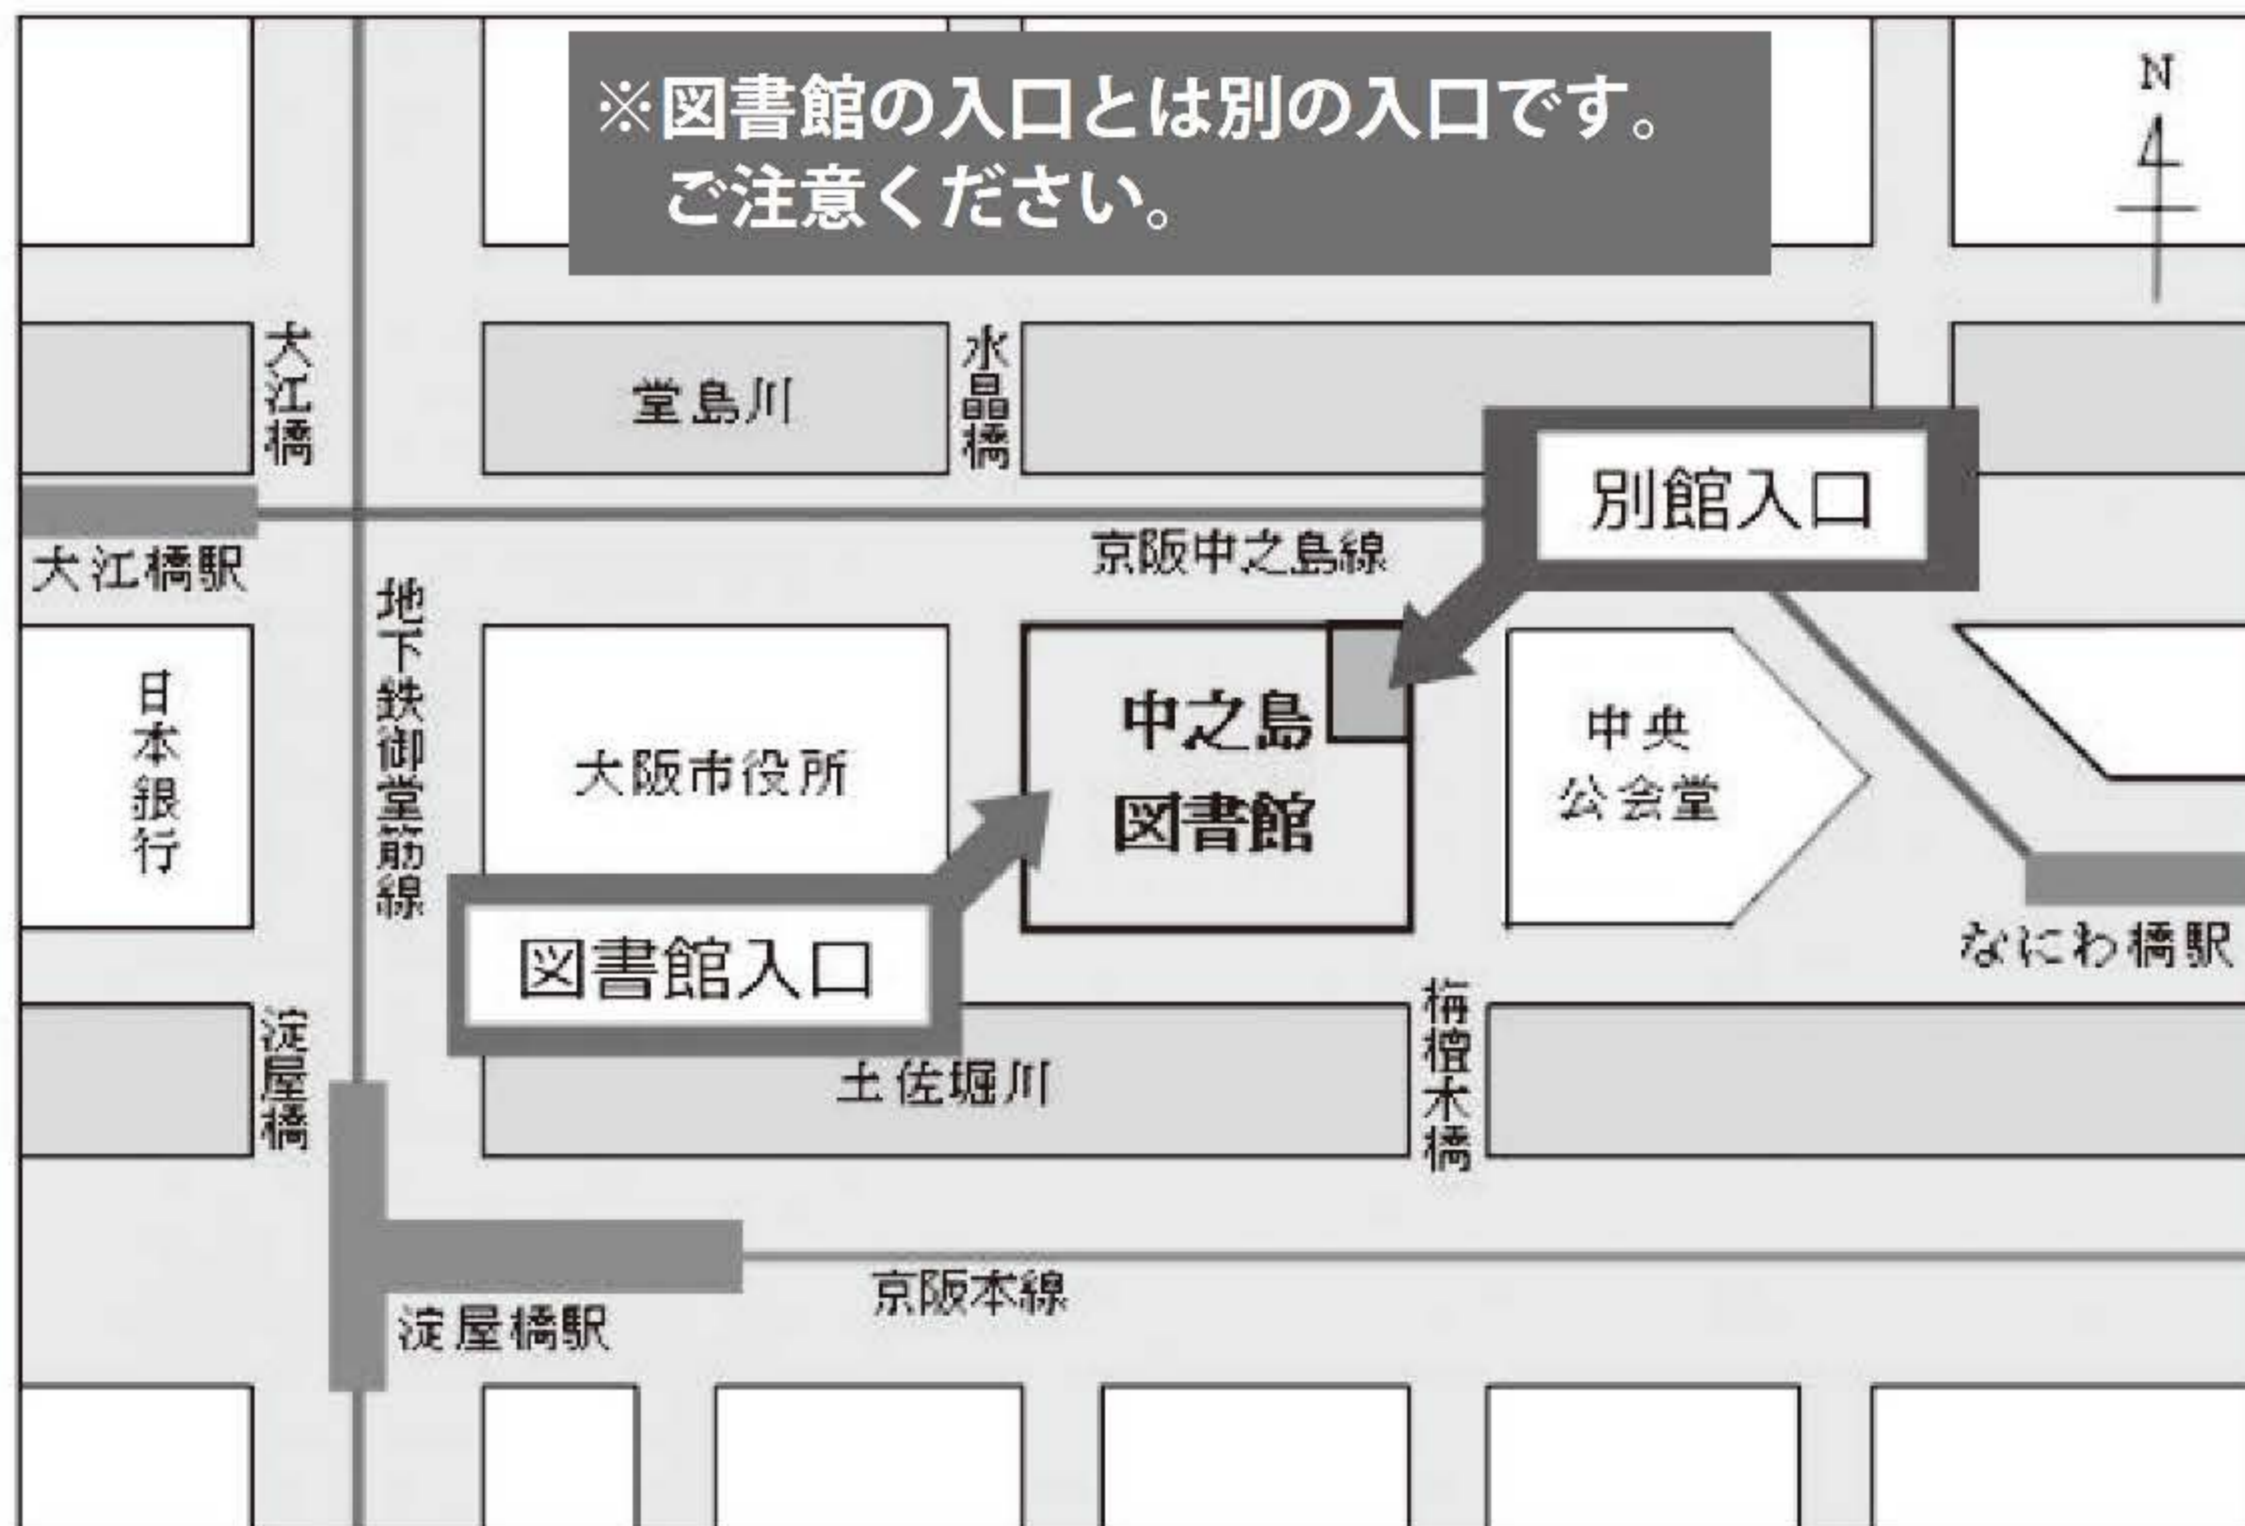 ※図書館の入口とは別の入口です。
ご注意ください。
N
大江橋
堂島川
水晶橋
別館入口
大江橋駅
京阪中之島線
地下鉄御堂筋線
日本銀行
大阪市役所
中之島
図書館
中央
公会堂
図書館入口
なにわ橋駅
淀屋橋
土佐堀川
栴檀木橋
京阪本線
淀屋橋駅